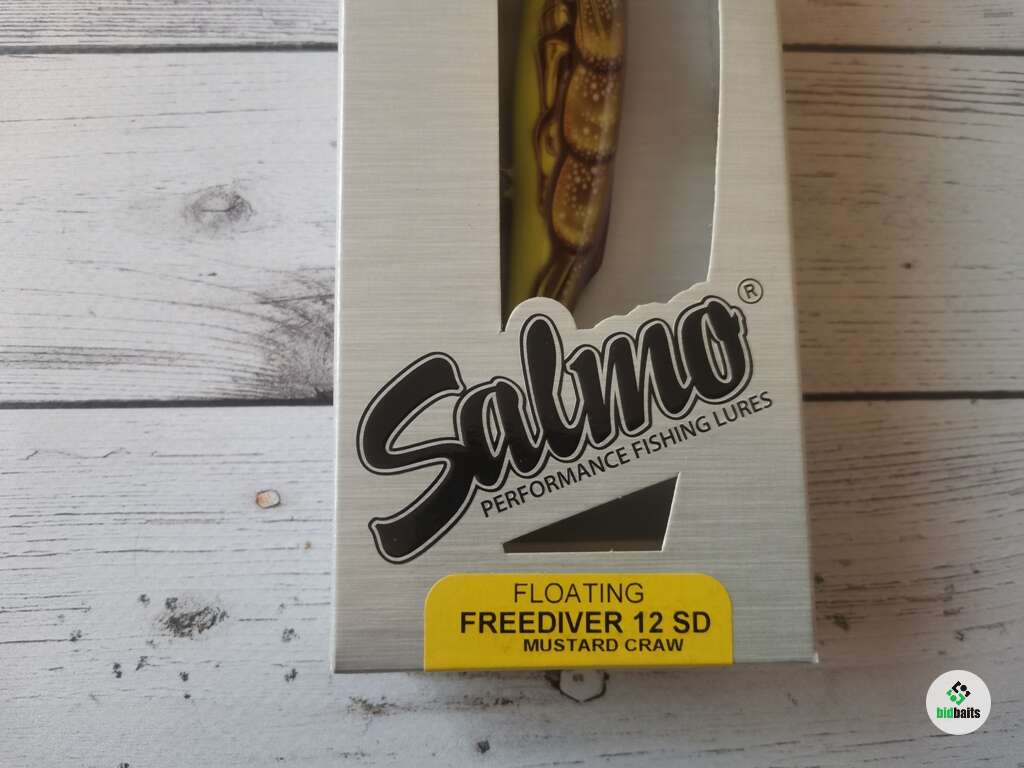 Salmo®
PERFORMANCE FISHING LURES
FLOATING
FREEDIVER 12 SD
MUSTARD CRAW
bidbaits